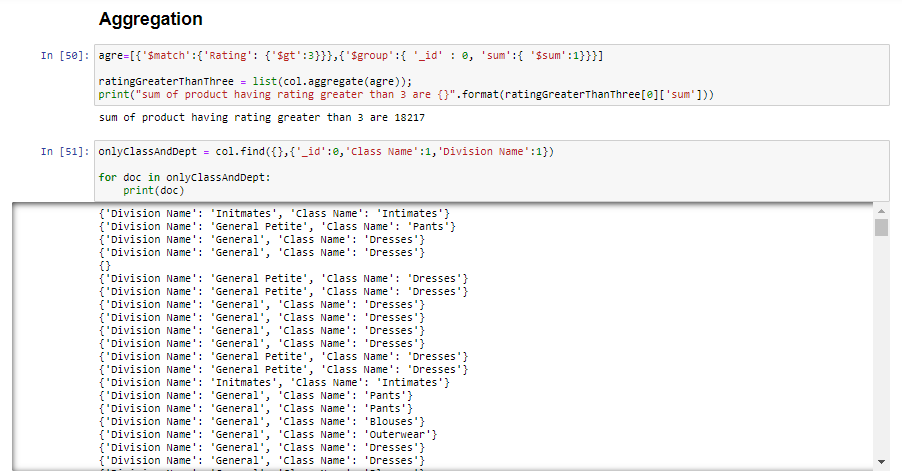 Aggregation
In [50]: agre=[{'$match':{'Rating': {'$gt':3}}},{'$group':{ '_id' : 0, 'sum':{ '$sum':1}}}]
ratingGreaterThanThree = list(col.aggregate(agre));
print("sum of product having rating greater than 3 are {}".format(ratingGreaterThanThree[0]['sum']))
sum of product having rating greater than 3 are 18217
In [51]: onlyClassAndDept = col.find({},{'_id':0,'Class Name':1,'Division Name':1})
for doc in onlyClassAndDept:
    print(doc)
{'Division Name': 'Initmates', 'Class Name': 'Intimates'}
{'Division Name': 'General Petite', 'Class Name': 'Pants'}
{'Division Name': 'General', 'Class Name': 'Dresses'}
{'Division Name': 'General', 'Class Name': 'Dresses'}
{}
{'Division Name': 'General Petite', 'Class Name': 'Dresses'}
{'Division Name': 'General Petite', 'Class Name': 'Dresses'}
{'Division Name': 'General', 'Class Name': 'Dresses'}
{'Division Name': 'General', 'Class Name': 'Dresses'}
{'Division Name': 'General', 'Class Name': 'Dresses'}
{'Division Name': 'General', 'Class Name': 'Dresses'}
{'Division Name': 'General Petite', 'Class Name': 'Dresses'}
{'Division Name': 'General Petite', 'Class Name': 'Dresses'}
{'Division Name': 'Initmates', 'Class Name': 'Intimates'}
{'Division Name': 'General', 'Class Name': 'Pants'}
{'Division Name': 'General', 'Class Name': 'Pants'}
{'Division Name': 'General', 'Class Name': 'Blouses'}
{'Division Name': 'General', 'Class Name': 'Outerwear'}
{'Division Name': 'General', 'Class Name': 'Dresses'}
{'Division Name': 'General', 'Class Name': 'Dresses'}